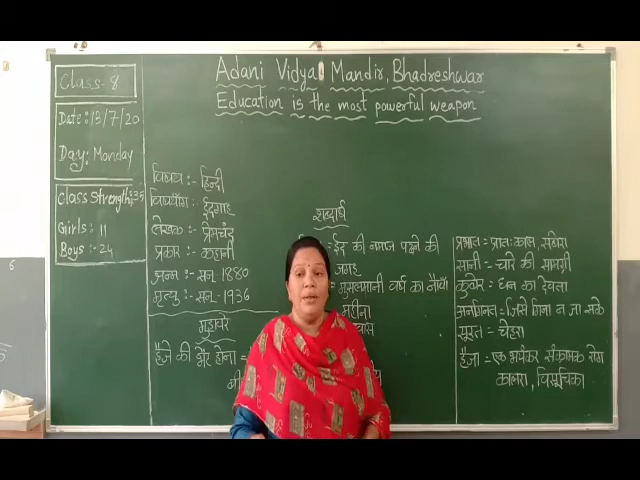 Adani Vidya Mandir, Bhadreshwar
Education is the most powerful weapon
Class-8
Date:13/7/20
Day: Monday
Class Strength:35
Girls: 11
Boys:- 24
विषय :- हिन्दी
विषयाँग :- ईदगाह
लेखक :- प्रेमचंद
प्रकार :- कहानी
जन्म :- सन् 1880
मृत्यु :- सन् 1936
मुहावरे
हैजे की भेंट होना =
शब्दार्थ
= ईद की नमाज पढ़ने की
जगह
मुसलमानी वर्ष का नौवाँ
महीना
प्रभात = प्रातःकाल, सवेरा
सानी = चारे की सामग्री
कुबेर = धन का देवता
अनगिनत = जिसे गिना न जा सके
सूरत = चेहरा
हैजा = एक भयंकर संक्रामक रोग
कालरा, विसूचिका